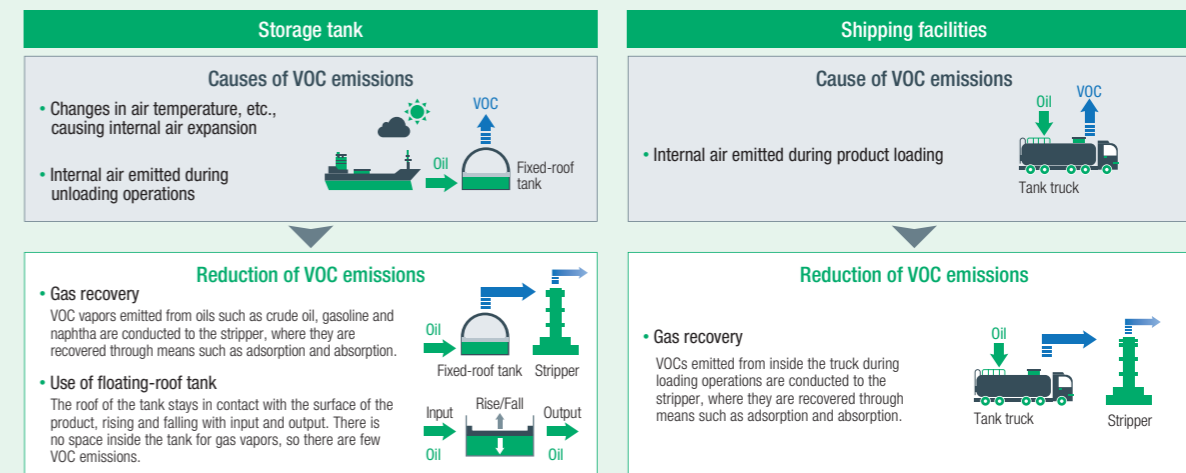 Storage tank
Causes of VOC emissions
• Changes in air temperature, etc.,
causing internal air expansion
• Internal air emitted during
unloading operations
Oil
VOC
Fixed-roof
tank
Reduction of VOC emissions
• Gas recovery
VOC vapors emitted from oils such as crude oil, gasoline and
naphtha are conducted to the stripper, where they are
recovered through means such as adsorption and absorption.
Oil
Fixed-roof tank
Stripper
• Use of floating-roof tank
The roof of the tank stays in contact with the surface of the
product, rising and falling with input and output. There is
no space inside the tank for gas vapors, so there are few
VOC emissions.
Input
Oil
Rise/Fall
Output
Oil
Shipping facilities
Cause of VOC emissions
• Internal air emitted during product loading
Oil
VOC
Tank truck
Reduction of VOC emissions
• Gas recovery
VOCs emitted from inside the truck during
loading operations are conducted to the
stripper, where they are recovered through
means such as adsorption and absorption.
Oil
Tank truck
Stripper